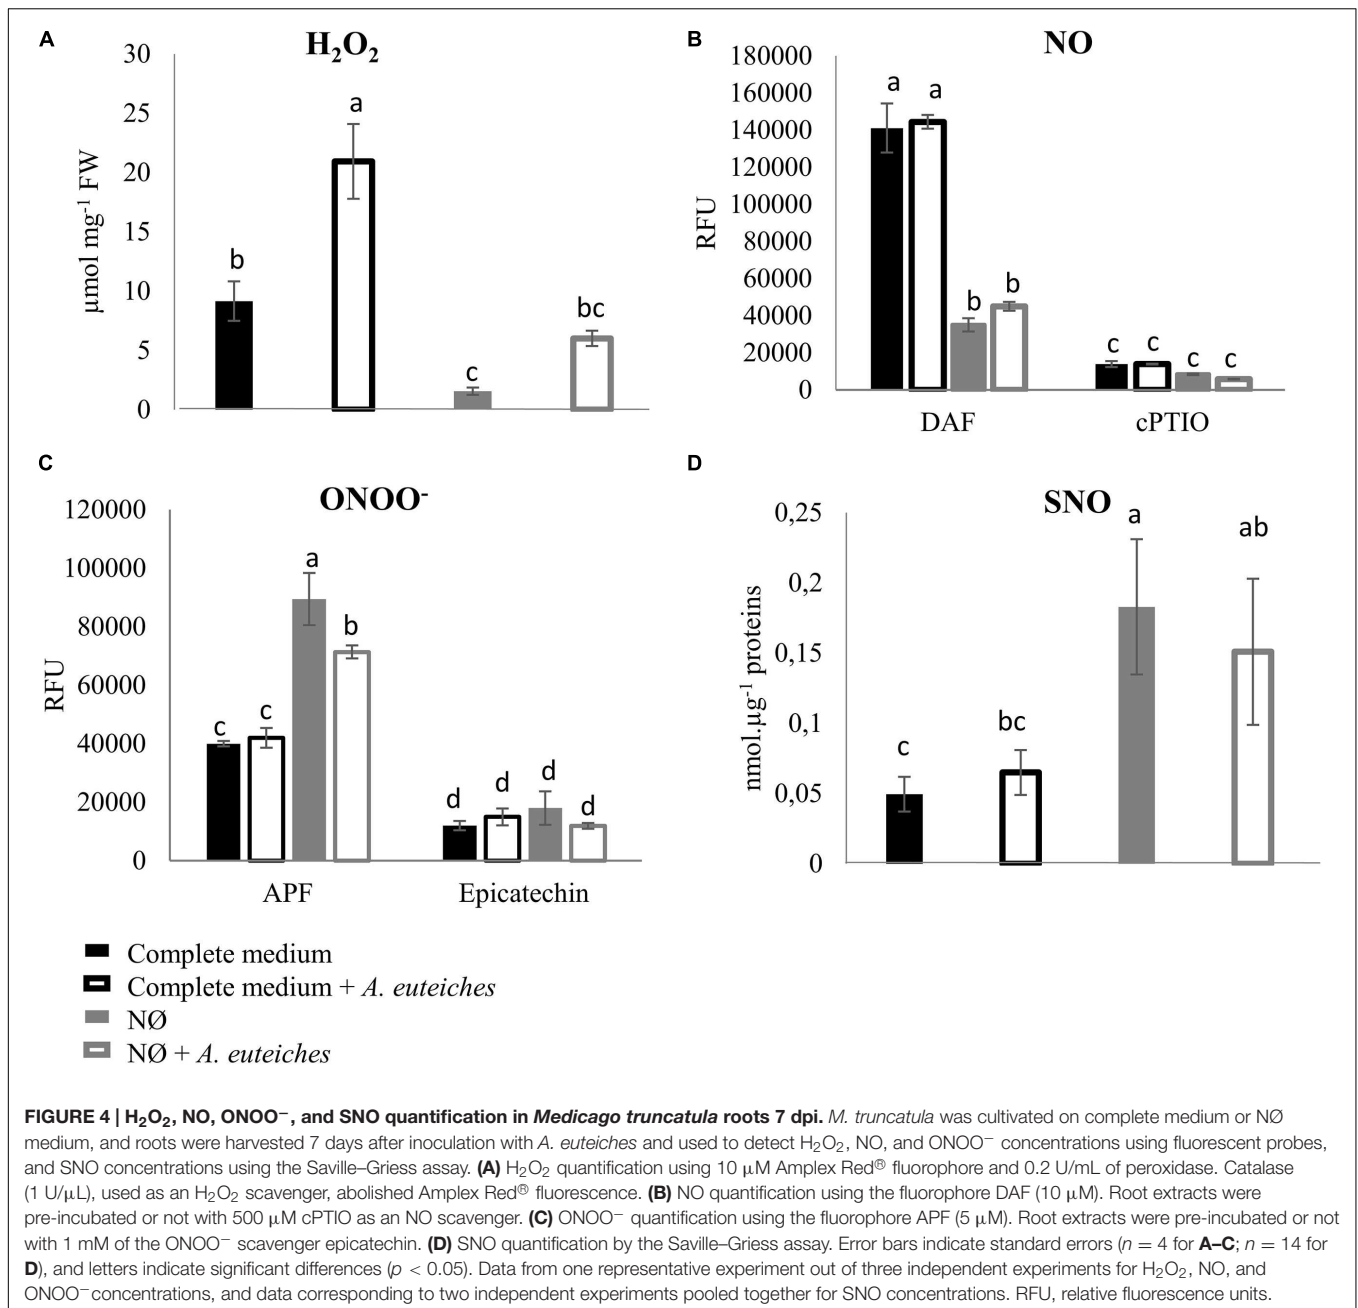 A
H₂O₂
30
25
20
15
10
5
0
µmol mg⁻¹ FW
b
a
c
bc
B
NO
180000
160000
140000
120000
100000
80000
60000
40000
20000
0
RFU
a
a
b
b
c
c
c
c
DAF
cPTIO
C
ONOO⁻
120000
100000
80000
60000
40000
20000
0
RFU
c
c
a
b
d
d
d
d
APF
Epicatechin
D
SNO
0,25
0,2
0,15
0,1
0,05
0
nmol.µg⁻¹ proteins
c
bc
a
ab
Complete medium
Complete medium + A. euteiches
NØ
NØ + A. euteiches
FIGURE 4 | H₂O₂, NO, ONOO⁻, and SNO quantification in Medicago truncatula roots 7 dpi. M. truncatula was cultivated on complete medium or NØ
medium, and roots were harvested 7 days after inoculation with A. euteiches and used to detect H₂O₂, NO, and ONOO⁻ concentrations using fluorescent probes,
and SNO concentrations using the Saville–Griess assay. (A) H₂O₂ quantification using 10 µM Amplex Red® fluorophore and 0.2 U/mL of peroxidase. Catalase
(1 U/µL), used as an H₂O₂ scavenger, abolished Amplex Red® fluorescence. (B) NO quantification using the fluorophore DAF (10 µM). Root extracts were
pre-incubated or not with 500 µM cPTIO as an NO scavenger. (C) ONOO⁻ quantification using the fluorophore APF (5 µM). Root extracts were pre-incubated or not
with 1 mM of the ONOO⁻ scavenger epicatechin. (D) SNO quantification by the Saville–Griess assay. Error bars indicate standard errors (n = 4 for A–C; n = 14 for
D), and letters indicate significant differences (p < 0.05). Data from one representative experiment out of three independent experiments for H₂O₂, NO, and
ONOO⁻concentrations, and data corresponding to two independent experiments pooled together for SNO concentrations. RFU, relative fluorescence units.